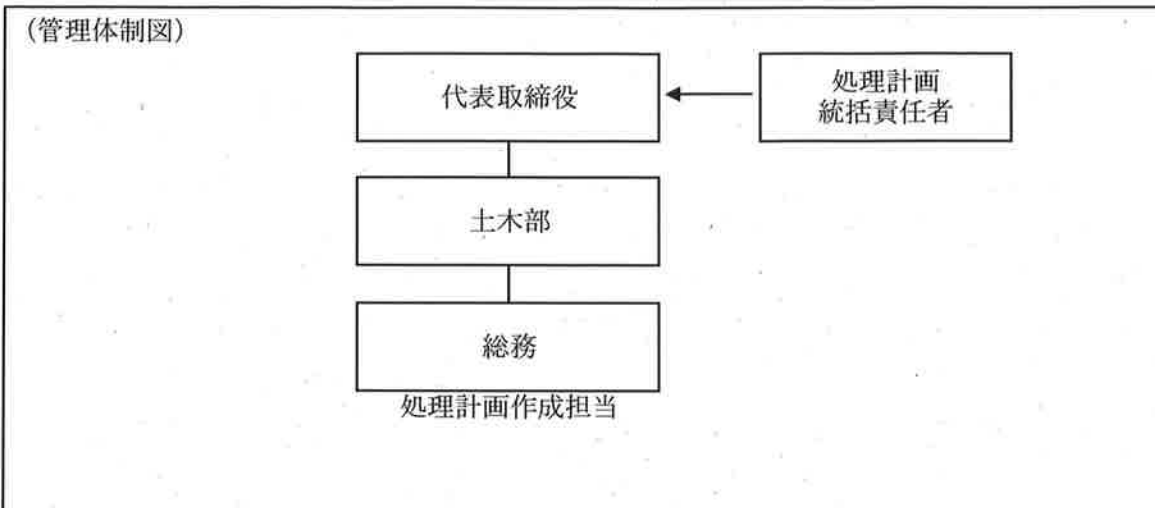 （管理体制図）
代表取締役
処理計画
統括責任者
土木部
総務
処理計画作成担当